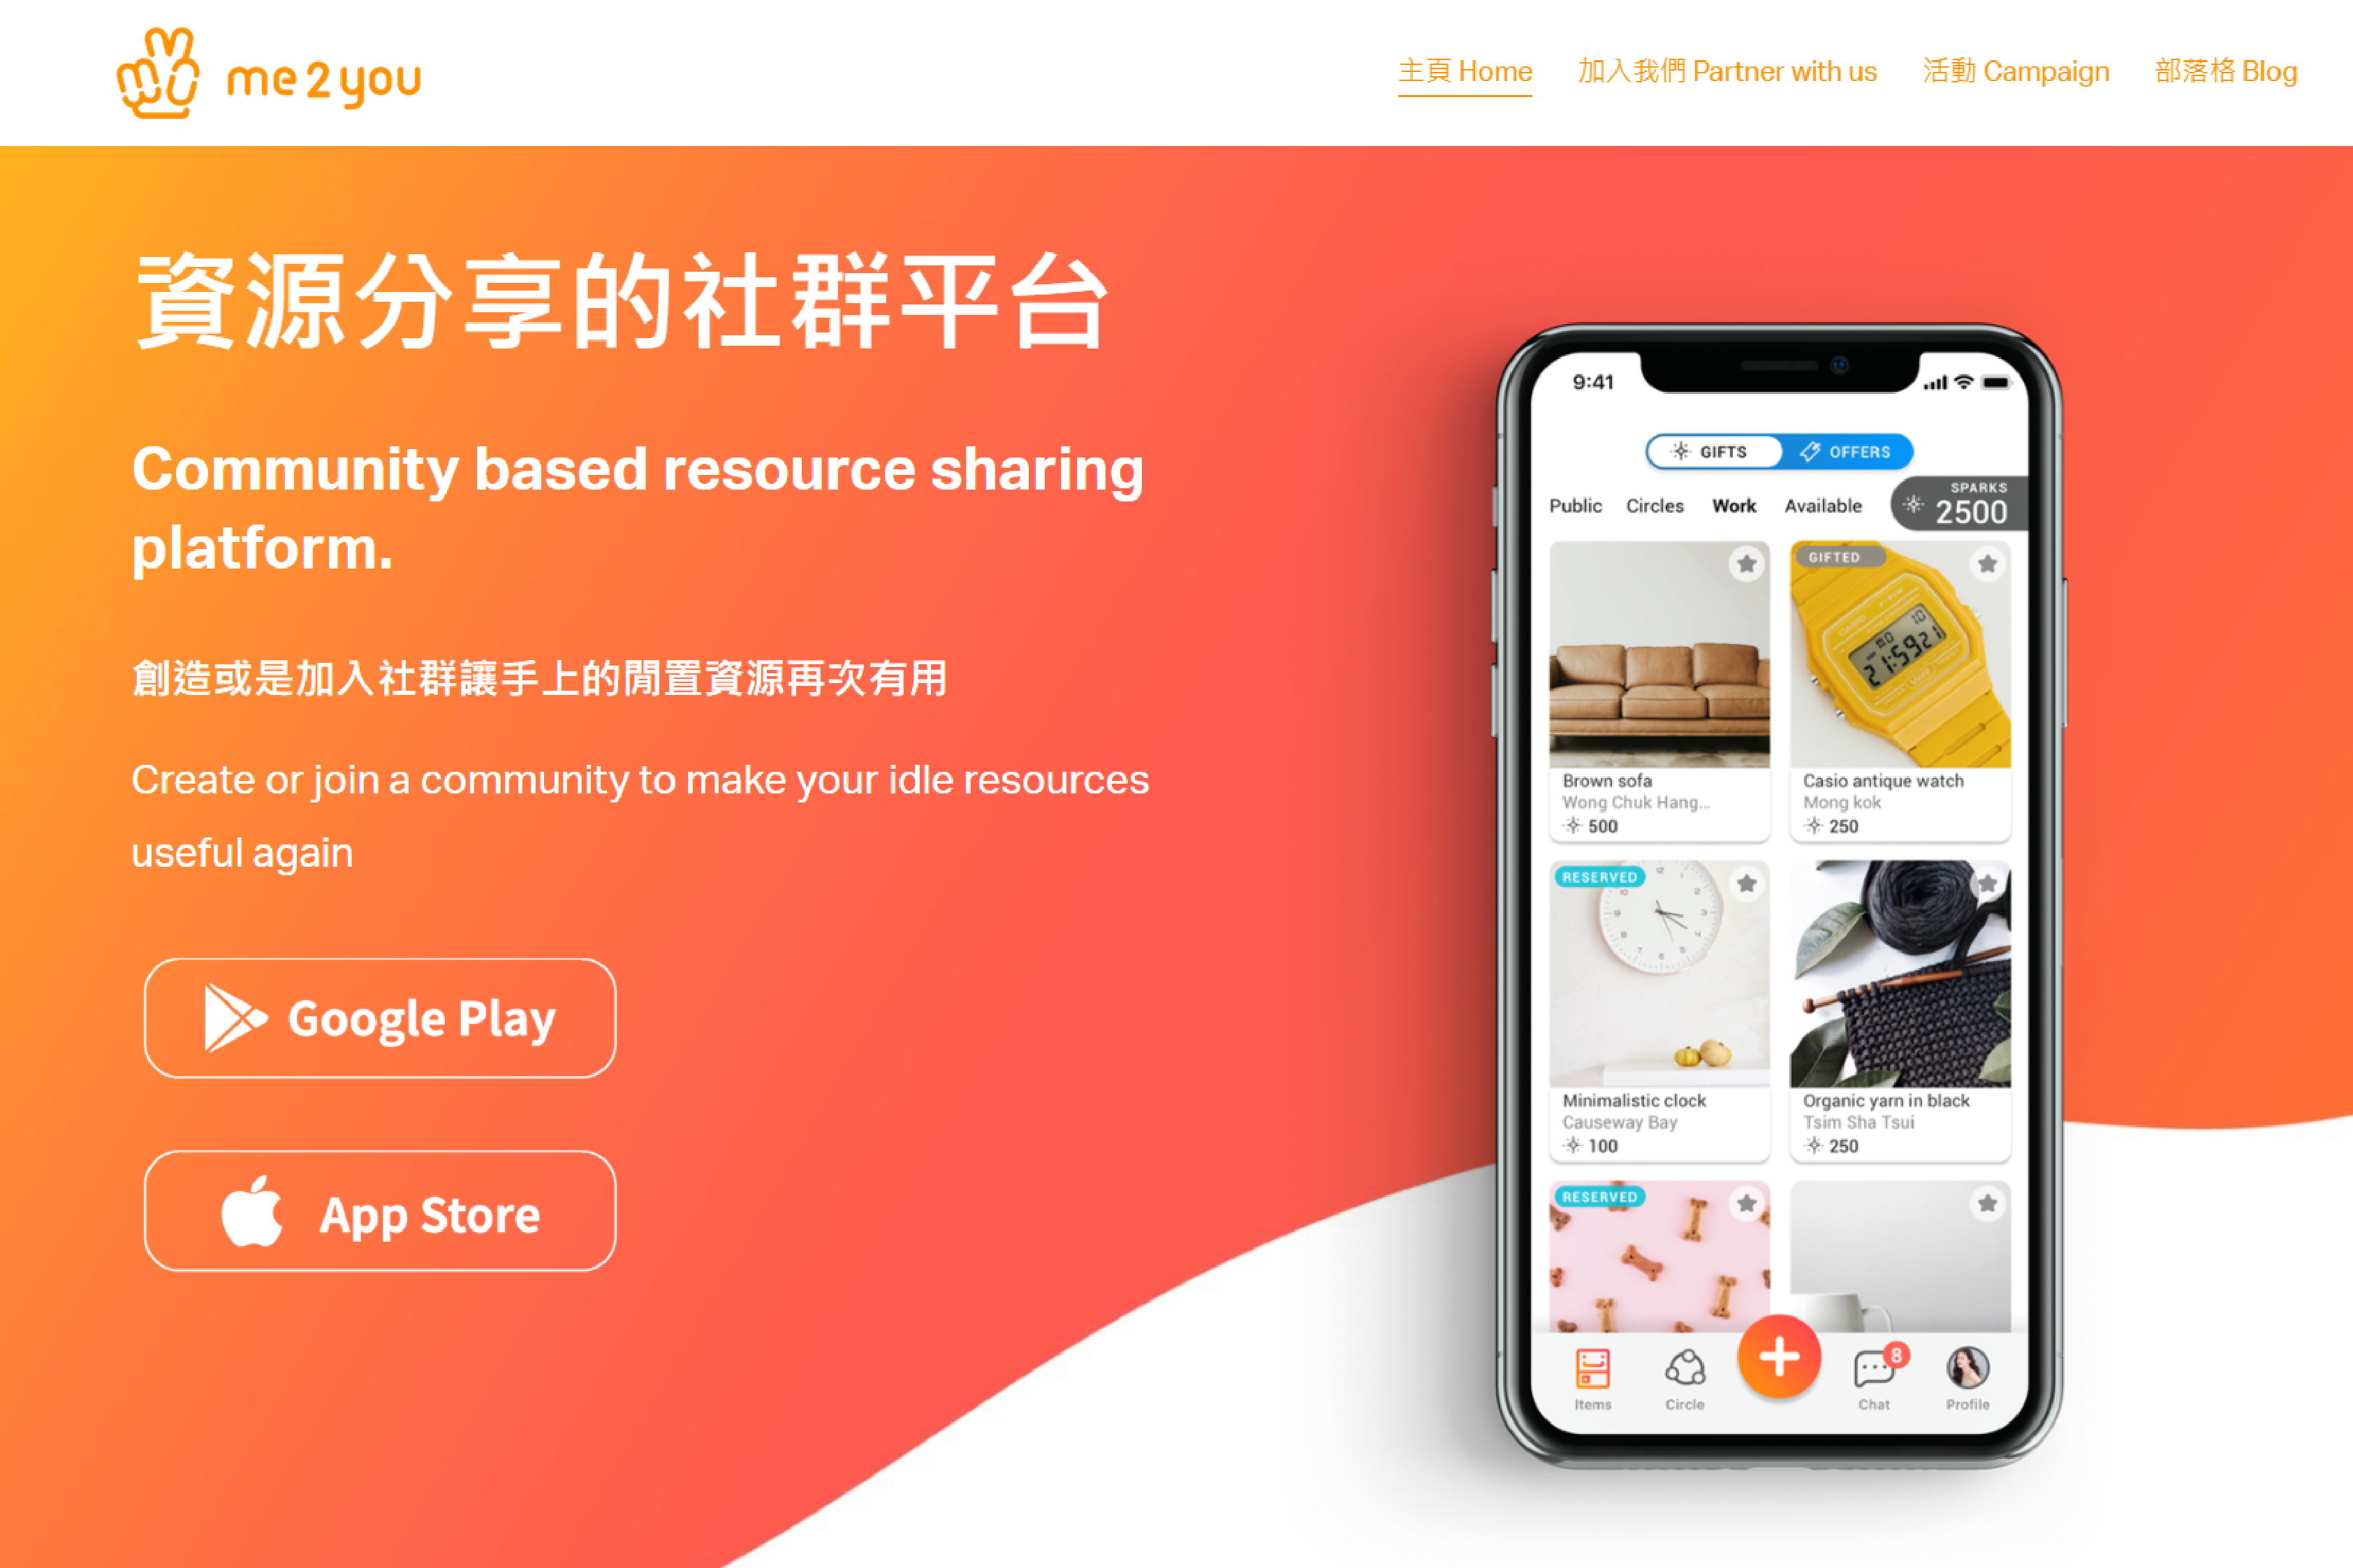 me2you
主頁 Home
加入我們 Partner with us
活動 Campaign
部落格 Blog
資源分享的社群平台
Community based resource sharing
platform.
創造或是加入社群讓手上的閒置資源再次有用
Create or join a community to make your idle resources
useful again
Google Play
App Store
9:41
GIFTS
OFFERS
Public
Circles
Work
Available
SPARKS
2500
GIFTED
CASIO
MO 10
21:5921
Brown sofa
Wong Chuk Hang...
500
Casio antique watch
Mong kok
250
RESERVED
Minimalistic clock
Causeway Bay
100
Organic yarn in black
Tsim Sha Tsui
250
RESERVED
8
Items
Circle
Chat
Profile